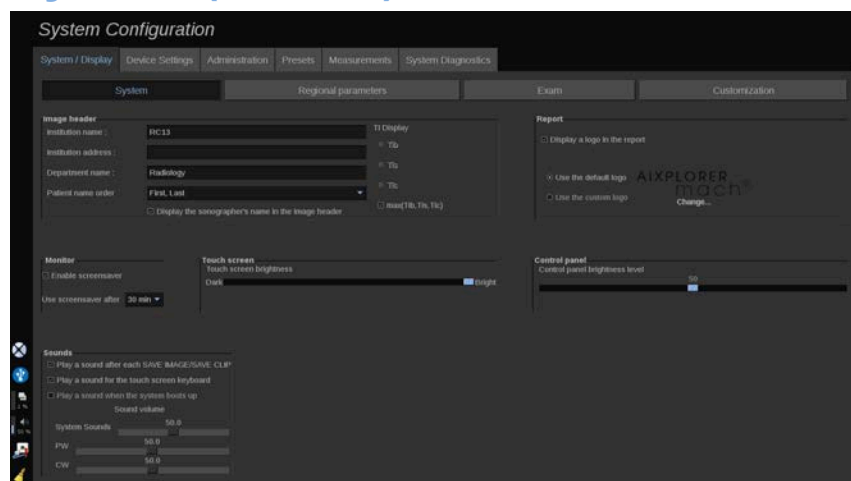 System Configuration
System / Display Device Settings Administration Presets Measurements System Diagnostics
System Regional parameters Exam Customization
Image header
Institution name : RC13
Institution address :
Department name : Radiology
Patient name order First, Last
Display the sonographer's name in the image header
TI Display
TIb
TIs
TIc
max(TIb, TIs, TIc)
Report
Display a logo in the report
Use the default logo
AIXPLORER
mach
Use the custom logo Change...
Monitor
Enable screensaver
Use screensaver after 30 min
Touch screen
Touch screen brightness
Dark Bright
Control panel
Control panel brightness level
50
Sounds
Play a sound after each SAVE IMAGE/SAVE CLIP
Play a sound for the touch screen keyboard
Play a sound when the system boots up
Sound volume
System Sounds 50.0
PW 50.0
CW 50.0